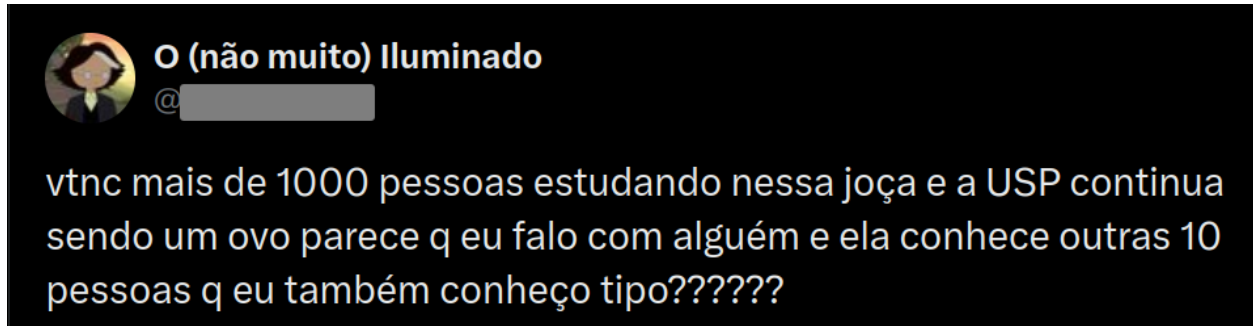 O (não muito) Iluminado
@
vtnc mais de 1000 pessoas estudando nessa joça e a USP continua
sendo um ovo parece q eu falo com alguém e ela conhece outras 10
pessoas q eu também conheço tipo??????